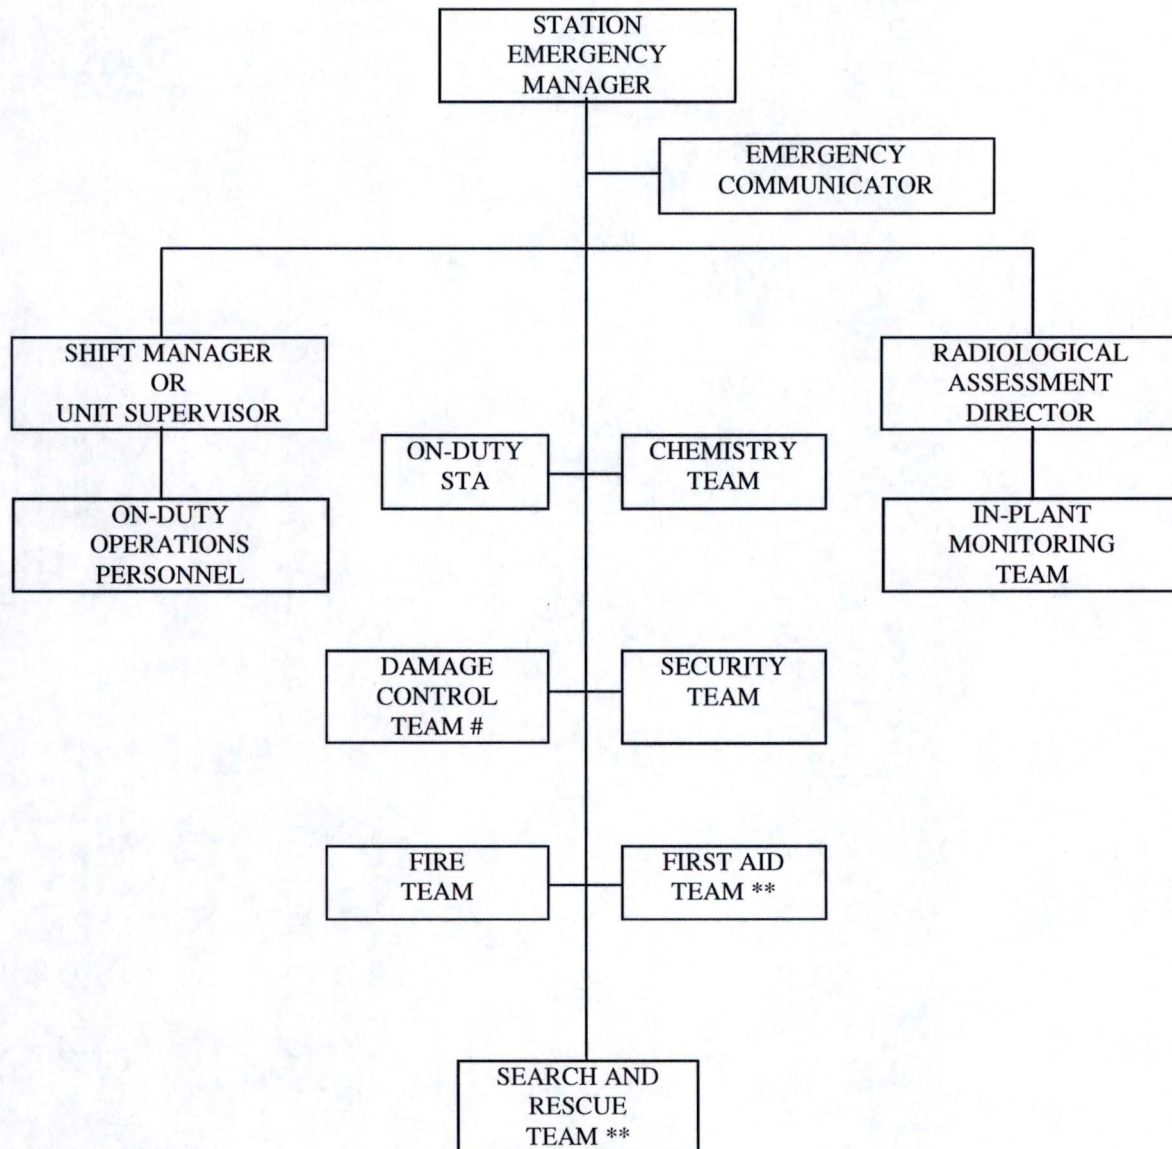 STATION
EMERGENCY
MANAGER
EMERGENCY
COMMUNICATOR
SHIFT MANAGER
OR
UNIT SUPERVISOR
RADIOLOGICAL
ASSESSMENT
DIRECTOR
ON-DUTY
STA
CHEMISTRY
TEAM
ON-DUTY
OPERATIONS
PERSONNEL
IN-PLANT
MONITORING
TEAM
DAMAGE
CONTROL
TEAM #
SECURITY
TEAM
FIRE
TEAM
FIRST AID
TEAM **
SEARCH AND
RESCUE
TEAM **